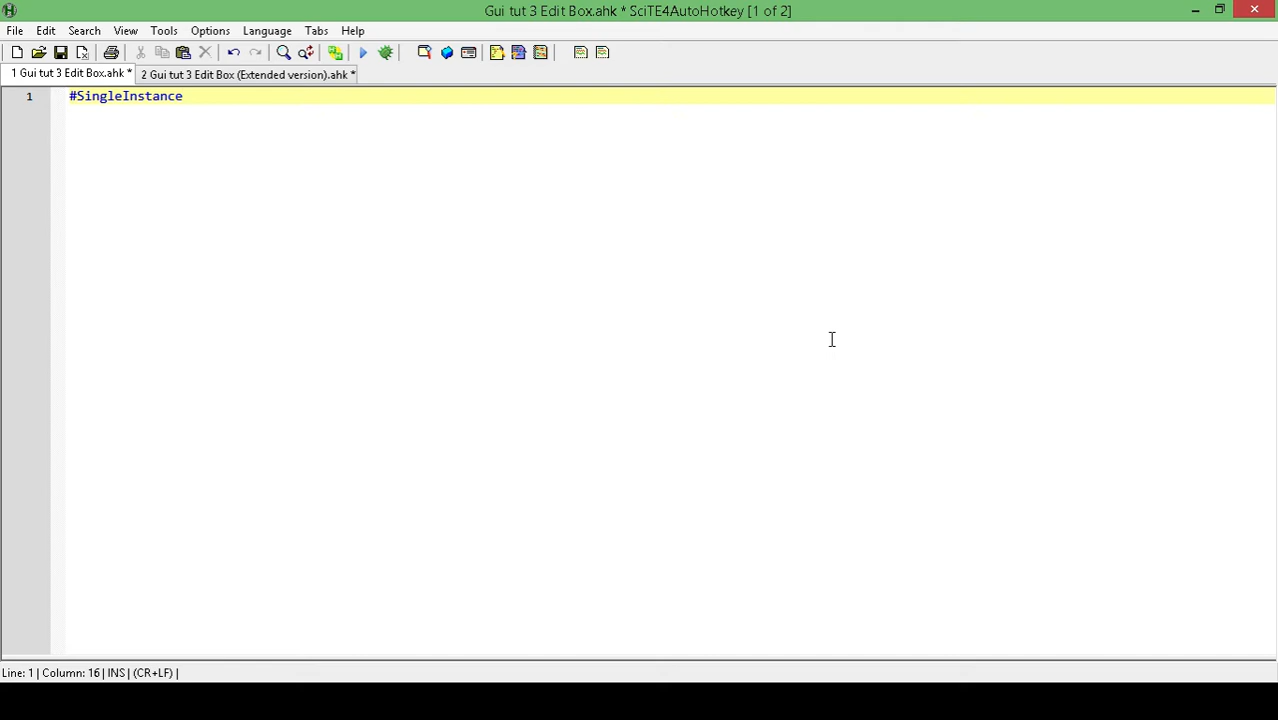 Gui tut 3 Edit Box.ahk * SciTE4AutoHotkey [1 of 2]
File Edit Search View Tools Options Language Tabs Help
1 Gui tut 3 Edit Box.ahk * 2 Gui tut 3 Edit Box (Extended version).ahk *
1 #SingleInstance
Line: 1 | Column: 16 | INS | (CR+LF) |